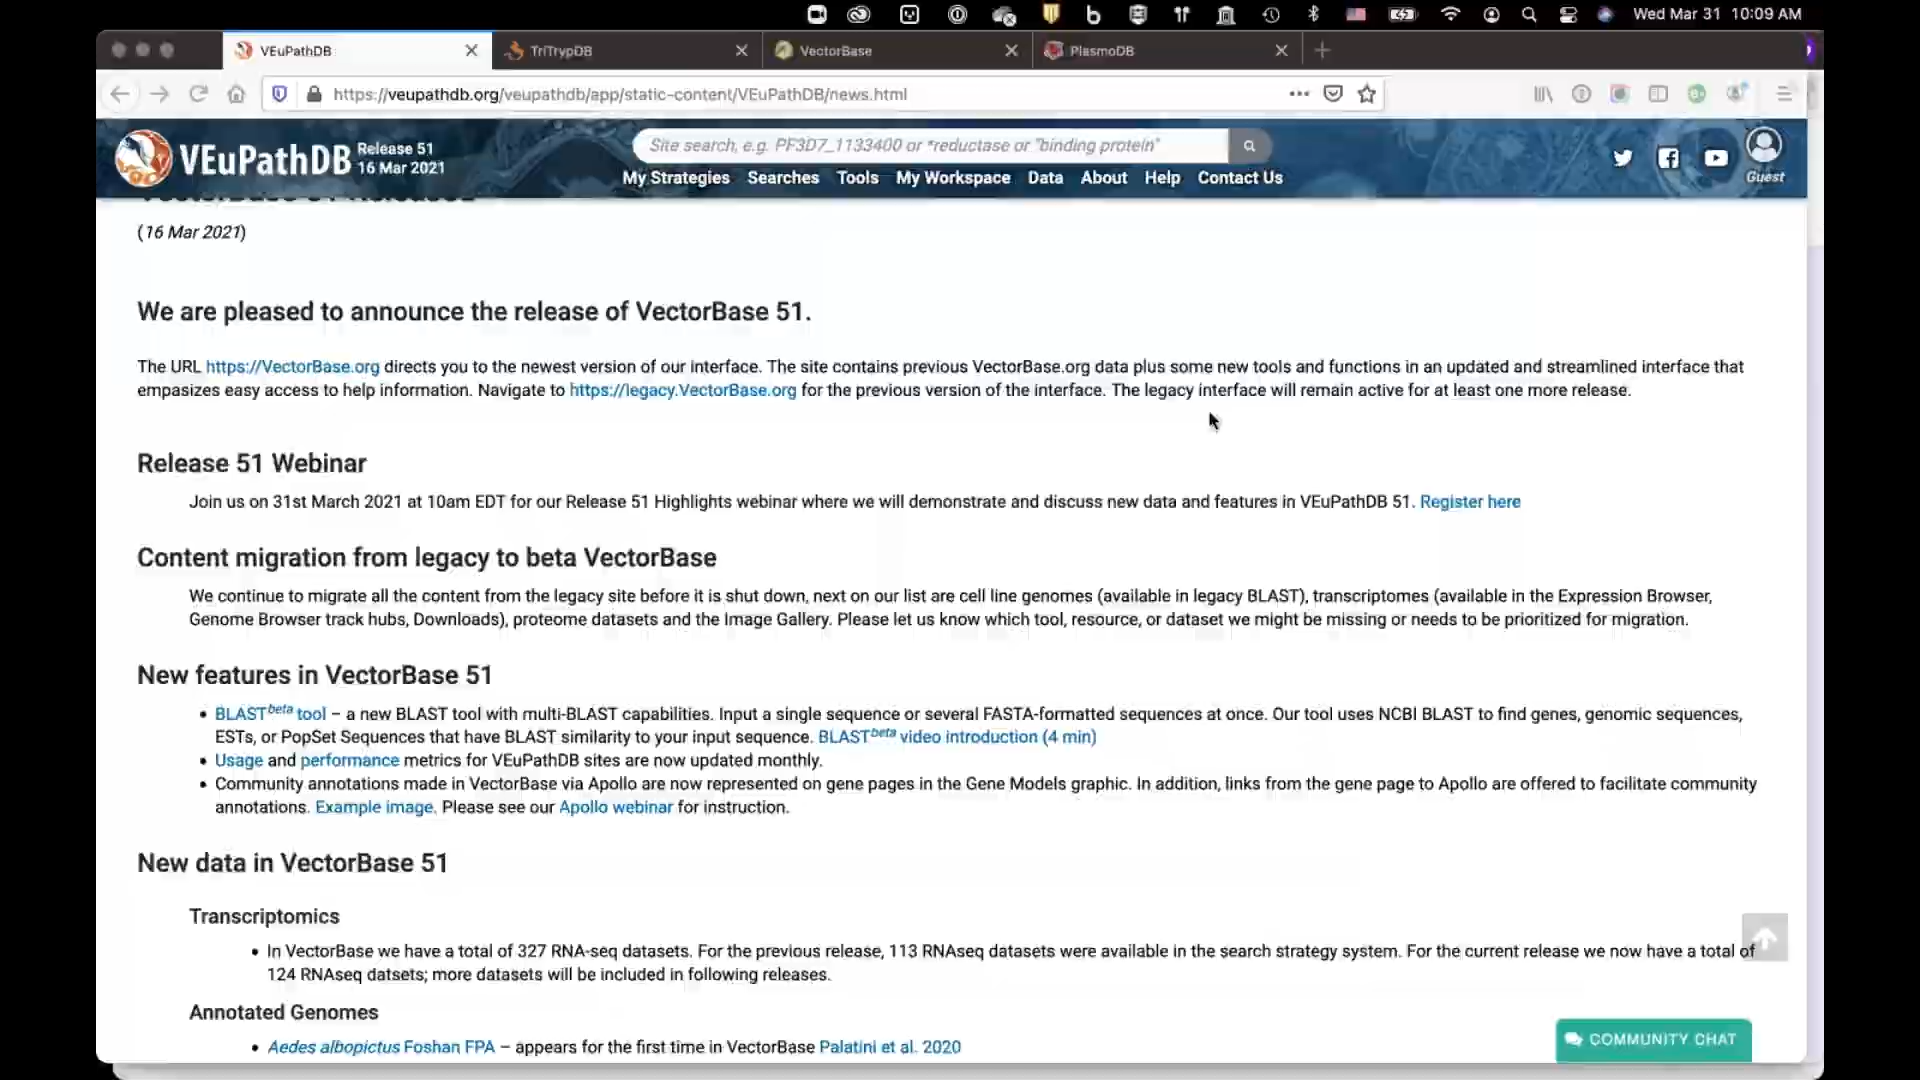 Wed Mar 31 10:09 AM
VEuPathDB
TriTrypDB
VectorBase
PlasmoDB
https://veupathdb.org/veupathdb/app/static-content/VEuPathDB/news.html
VEuPathDB
Release 51
16 Mar 2021
Site search, e.g. PF3D7_1133400 or *reductase or "binding protein"
My Strategies Searches Tools My Workspace Data About Help Contact Us
Guest
(16 Mar 2021)
We are pleased to announce the release of VectorBase 51.
The URL https://VectorBase.org directs you to the newest version of our interface. The site contains previous VectorBase.org data plus some new tools and functions in an updated and streamlined interface that
empasizes easy access to help information. Navigate to https://legacy.VectorBase.org for the previous version of the interface. The legacy interface will remain active for at least one more release.
Release 51 Webinar
Join us on 31st March 2021 at 10am EDT for our Release 51 Highlights webinar where we will demonstrate and discuss new data and features in VEuPathDB 51. Register here
Content migration from legacy to beta VectorBase
We continue to migrate all the content from the legacy site before it is shut down, next on our list are cell line genomes (available in legacy BLAST), transcriptomes (available in the Expression Browser,
Genome Browser track hubs, Downloads), proteome datasets and the Image Gallery. Please let us know which tool, resource, or dataset we might be missing or needs to be prioritized for migration.
New features in VectorBase 51
• BLASTbeta tool – a new BLAST tool with multi-BLAST capabilities. Input a single sequence or several FASTA-formatted sequences at once. Our tool uses NCBI BLAST to find genes, genomic sequences,
ESTs, or PopSet Sequences that have BLAST similarity to your input sequence. BLASTbeta video introduction (4 min)
• Usage and performance metrics for VEuPathDB sites are now updated monthly.
• Community annotations made in VectorBase via Apollo are now represented on gene pages in the Gene Models graphic. In addition, links from the gene page to Apollo are offered to facilitate community
annotations. Example image. Please see our Apollo webinar for instruction.
New data in VectorBase 51
Transcriptomics
• In VectorBase we have a total of 327 RNA-seq datasets. For the previous release, 113 RNAseq datasets were available in the search strategy system. For the current release we now have a total of
124 RNAseq datsets; more datasets will be included in following releases.
Annotated Genomes
• Aedes albopictus Foshan FPA – appears for the first time in VectorBase Palatini et al. 2020
COMMUNITY CHAT